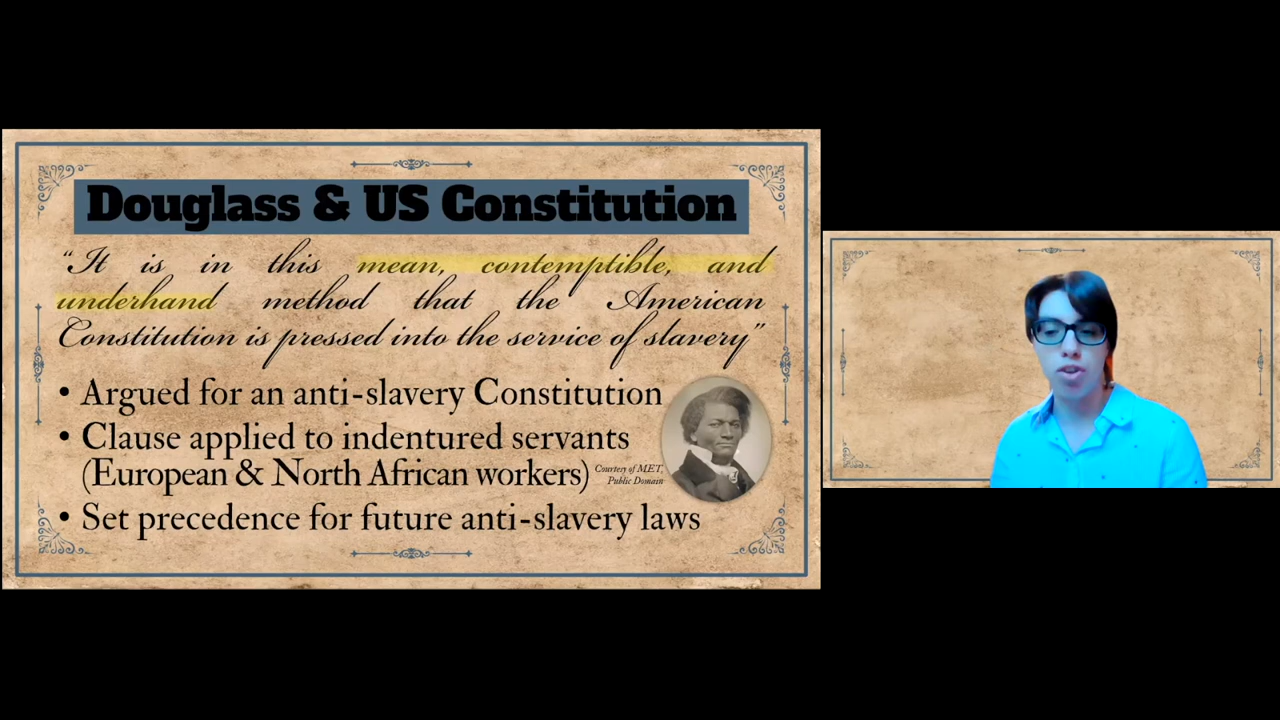 Douglass & US Constitution
“It is in this mean, contemptible, and
underhand method that the American
Constitution is pressed into the service of slavery”
• Argued for an anti-slavery Constitution
• Clause applied to indentured servants
(European & North African workers)
Courtesy of MET,
Public Domain
• Set precedence for future anti-slavery laws